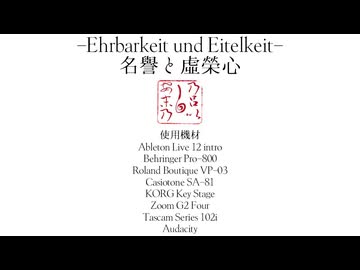 –Ehrbarkeit und Eitelkeit–
名譽と虛榮心
使用機材
Ableton Live 12 intro
Behringer Pro–800
Roland Boutique VP–03
Casiotone SA–81
KORG Key Stage
Zoom G2 Four
Tascam Series 102i
Audacity